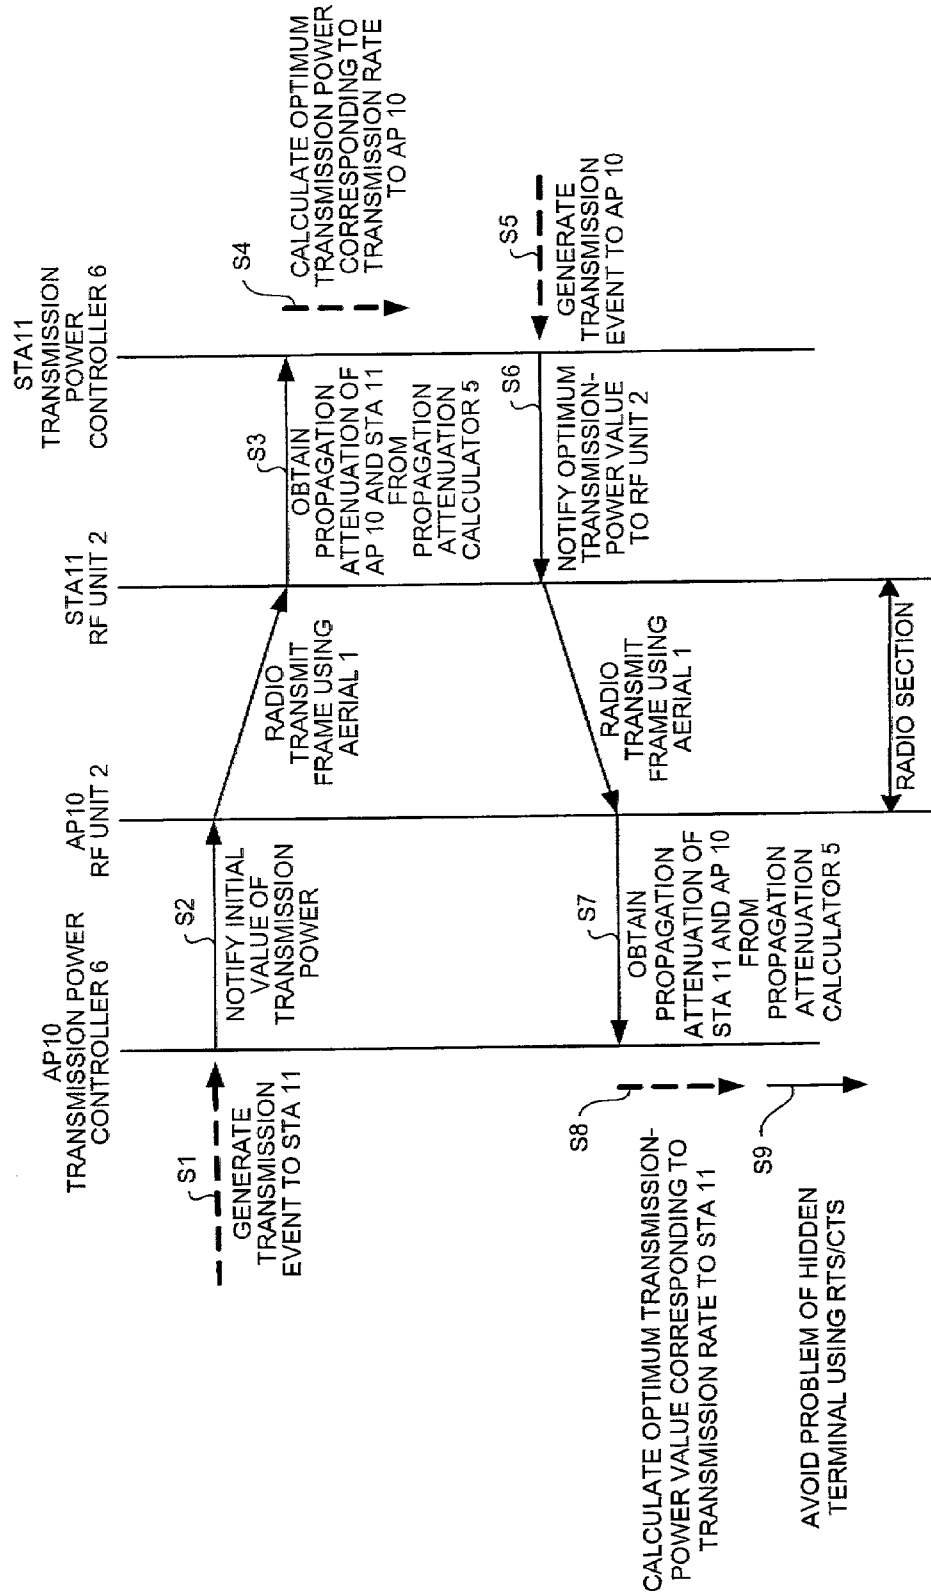 AP10
TRANSMISSION POWER
CONTROLLER 6
AP10
RF UNIT 2
STA11
RF UNIT 2
STA11
TRANSMISSION
POWER
CONTROLLER 6
S1
GENERATE
TRANSMISSION
EVENT TO STA 11
S2
NOTIFY INITIAL
VALUE OF
TRANSMISSION
POWER
RADIO
TRANSMIT
FRAME USING
AERIAL 1
S3
OBTAIN
PROPAGATION
ATTENUATION OF
AP 10 AND STA 11
FROM
PROPAGATION
ATTENUATION
CALCULATOR 5
S4
CALCULATE OPTIMUM
TRANSMISSION POWER
CORRESPONDING TO
TRANSMISSION RATE
TO AP 10
S5
GENERATE
TRANSMISSION
EVENT TO AP 10
S6
NOTIFY OPTIMUM
TRANSMISSION-
POWER VALUE
TO RF UNIT 2
RADIO
TRANSMIT
FRAME USING
AERIAL 1
S7
OBTAIN
PROPAGATION
ATTENUATION OF
STA 11 AND AP 10
FROM
PROPAGATION
ATTENUATION
CALCULATOR 5
S8
CALCULATE OPTIMUM TRANSMISSION-
POWER VALUE CORRESPONDING TO
TRANSMISSION RATE TO STA 11
S9
AVOID PROBLEM OF HIDDEN
TERMINAL USING RTS/CTS
RADIO SECTION